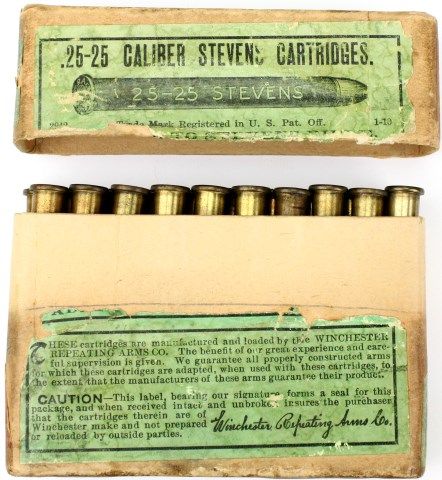 .25-25 CALIBER STEVENS CARTRIDGES.
25-25 STEVENS
Trade Mark Registered in U. S. Pat. Off. 1-10
THESE cartridges are manufactured and loaded by the WINCHESTER
REPEATING ARMS CO. The benefit of our great experience and care-
ful supervision is given. We guarantee all properly constructed arms
for which these cartridges are adapted, when used with these cartridges, to
the extent that the manufacturers of these arms guarantee their product.
CAUTION—This label, bearing our signature forms a seal for this
package, and when received intact and unbroken insures the purchaser
that the cartridges therein are of
Winchester make and not prepared
or reloaded by outside parties.
Winchester Repeating Arms Co.